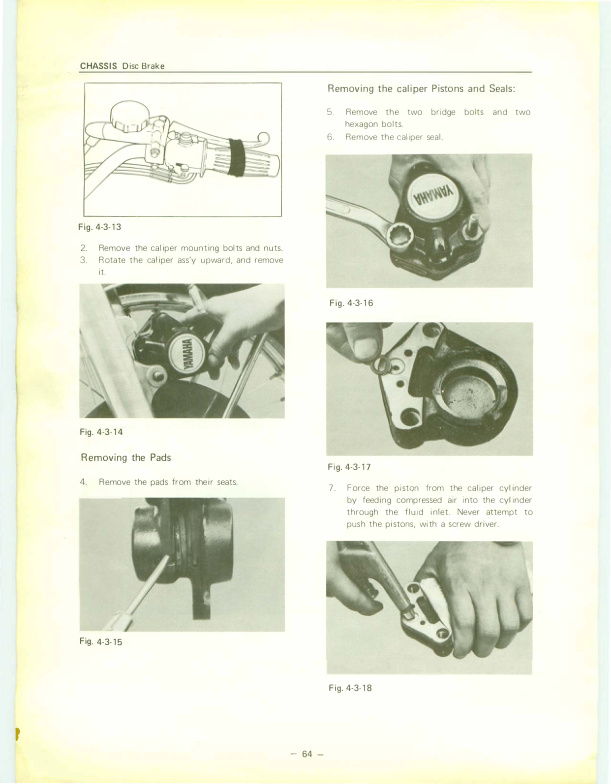 CHASSIS Disc Brake
Fig. 4-3-13
2. Remove the caliper mounting bolts and nuts.
3. Rotate the caliper ass'y upward, and remove
it.
YAMAHA
Fig. 4-3-14
Removing the Pads
4. Remove the pads from their seats.
Fig. 4-3-15
Removing the caliper Pistons and Seals:
5. Remove the two bridge bolts and two
hexagon bolts.
6. Remove the caliper seal.
YAMAHA
Fig. 4-3-16
Fig. 4-3-17
7. Force the piston from the caliper cylinder
by feeding compressed air into the cylinder
through the fluid inlet. Never attempt to
push the pistons, with a screw driver.
Fig. 4-3-18
— 64 —